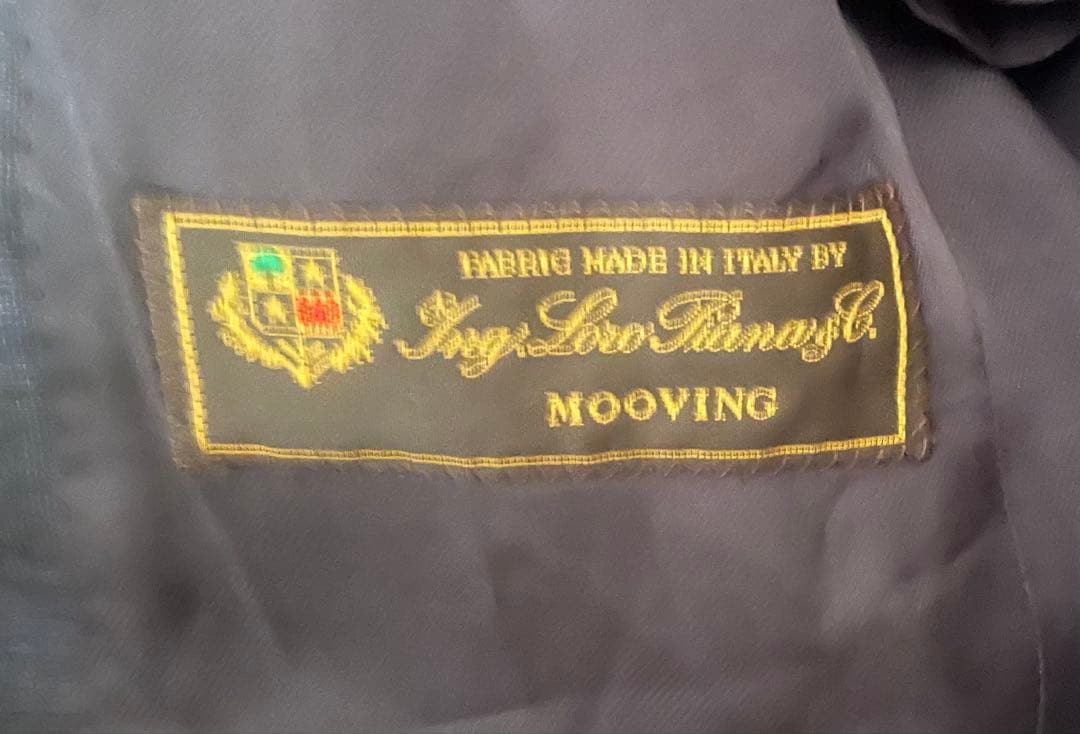 FABRIC MADE IN ITALY BY
Ing. Loro Piana & C.
MOOVING